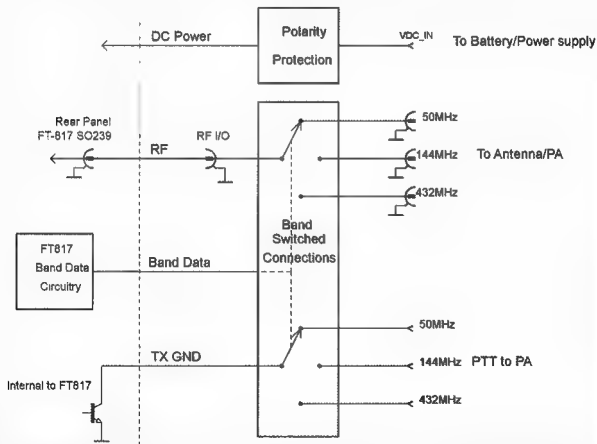 DC Power
Polarity
Protection
VDC_IN
To Battery/Power supply
Rear Panel
FT-817 SO239
RF
RF I/O
50MHz
144MHz
432MHz
To Antenna/PA
Band
Switched
Connections
FT817
Band Data
Circuitry
Band Data
TX GND
50MHz
144MHz
432MHz
PTT to PA
Internal to FT817